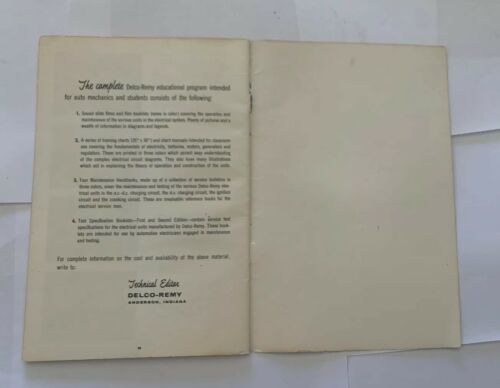 The complete Delco-Remy educational program intended
for auto mechanics and students consists of the following:
1. Sound slide films and film booklets (some in color) covering the operation and
maintenance of the various units in the electrical system. Plenty of pictures and a
wealth of information in diagrams and legends.
2. A series of training charts (25" x 38") and chart manuals intended for classroom
use covering the fundamentals of electricity, batteries, motors, generators and
regulators. These are printed in three colors which permit easy understanding
of the complex electrical circuit diagrams. They also have many illustrations
which aid in explaining the theory of operation and construction of the units.
3. Four Maintenance Handbooks, made up of a collection of service bulletins in
three colors, cover the maintenance and testing of the various Delco-Remy elec-
trical units in the charging circuit, the d.c. charging circuit, the ignition
circuit and the cranking circuit. These are invaluable reference books for the
electrical service man.
4. Test Specification Booklets—First and Second Edition—contain service test
specifications for the electrical units manufactured by Delco-Remy. These book-
lets are intended for use by automotive electricians engaged in maintenance
and testing.
For complete information on the cost and availability of the above material,
write to:
Technical Editor
DELCO-REMY
ANDERSON, INDIANA